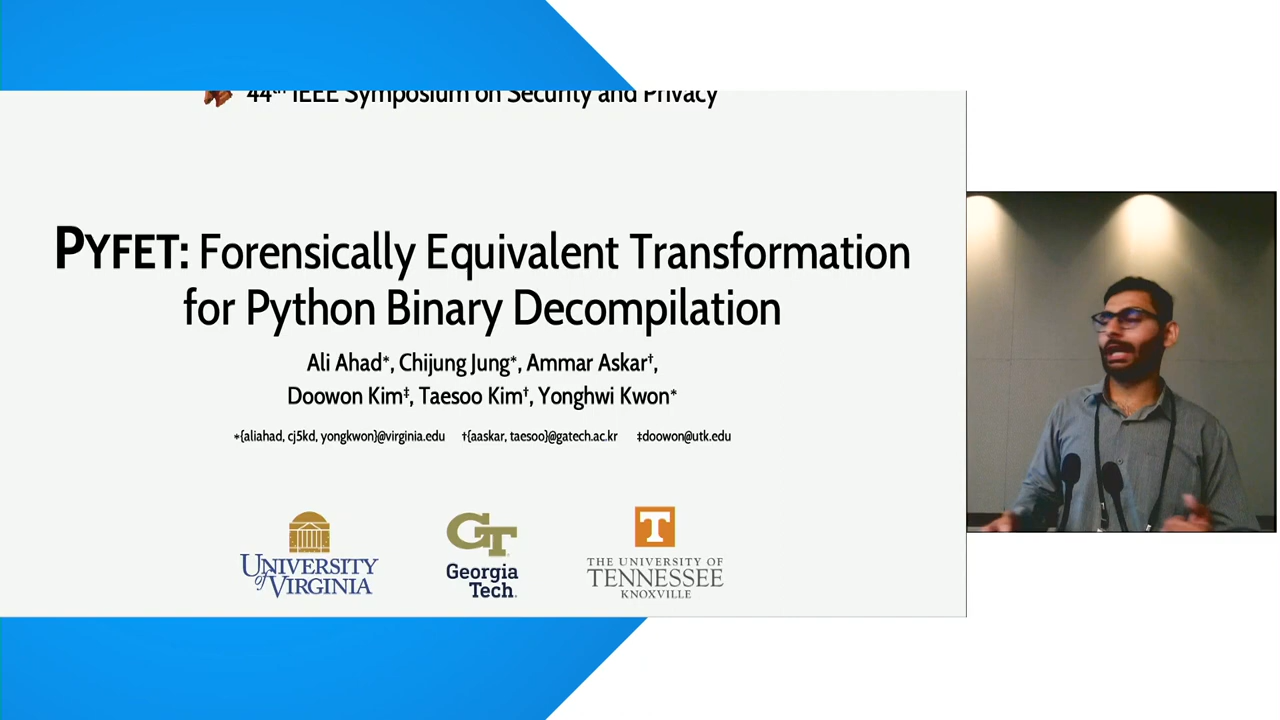 44th IEEE Symposium on Security and Privacy
PYFET: Forensically Equivalent Transformation
for Python Binary Decompilation
Ali Ahad*, Chijung Jung*, Ammar Askar†,
Doowon Kim‡, Taesoo Kim†, Yonghwi Kwon*
*{aliahad, cj5kd, yongkwon}@virginia.edu †{aaskar, taesoo}@gatech.ac.kr ‡doowon@utk.edu
UNIVERSITY of VIRGINIA
GT
Georgia Tech
T
THE UNIVERSITY OF
TENNESSEE
KNOXVILLE